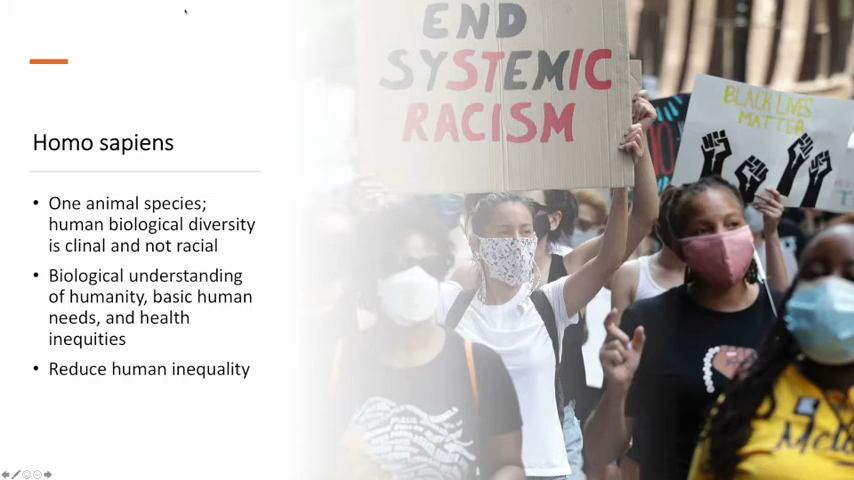 Homo sapiens
• One animal species;
human biological diversity
is clinal and not racial
• Biological understanding
of humanity, basic human
needs, and health
inequities
• Reduce human inequality
END
SYSTEMIC
RACISM
BLACK LIVES
MATTER